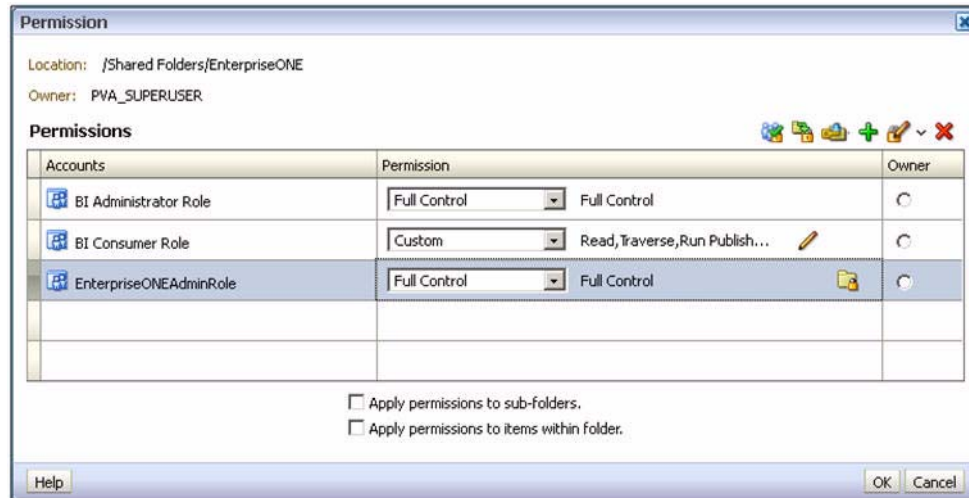 Permission
Location: /Shared Folders/EnterpriseONE
Owner: PVA_SUPERUSER
Permissions
Accounts Permission Owner
BI Administrator Role Full Control Full Control
BI Consumer Role Custom Read,Traverse,Run Publish...
EnterpriseONEAdminRole Full Control Full Control
Apply permissions to sub-folders.
Apply permissions to items within folder.
Help OK Cancel